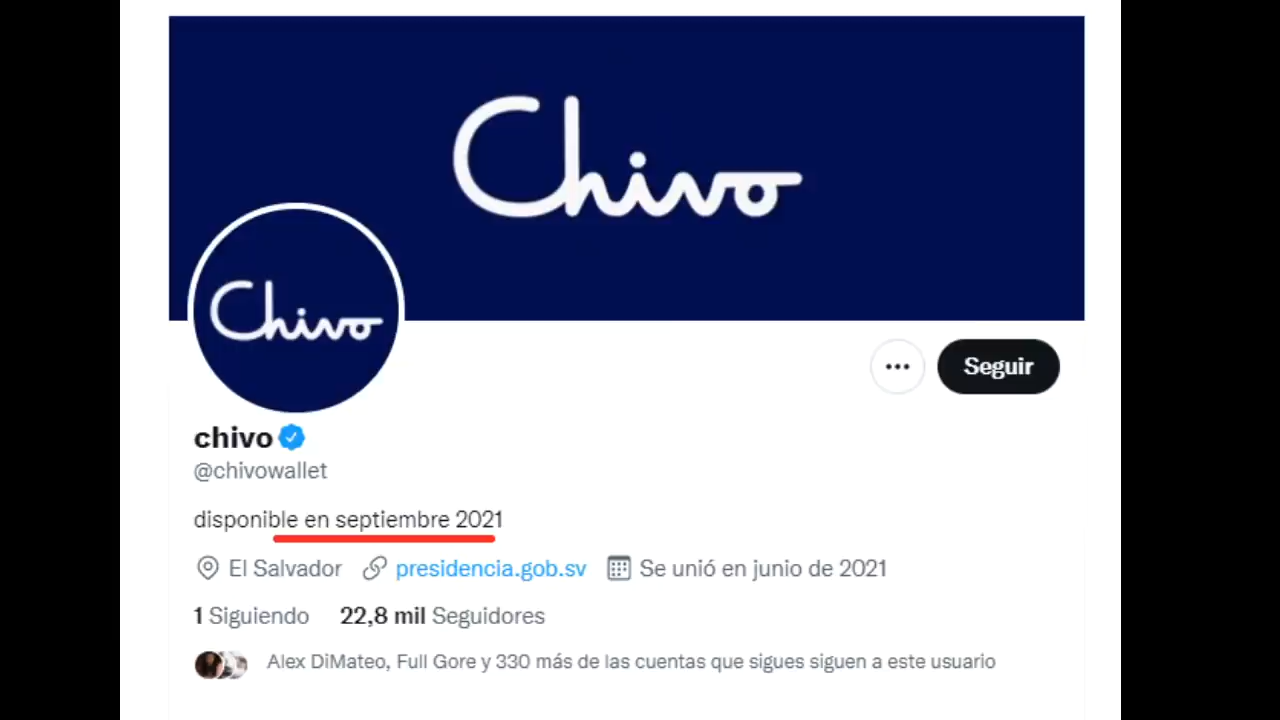 Chivo
Chivo
Seguir
chivo
@chivowallet
disponible en septiembre 2021
El Salvador presidencia.gob.sv Se unió en junio de 2021
1 Siguiendo 22,8 mil Seguidores
Alex DiMateo, Full Gore y 330 más de las cuentas que sigues siguen a este usuario